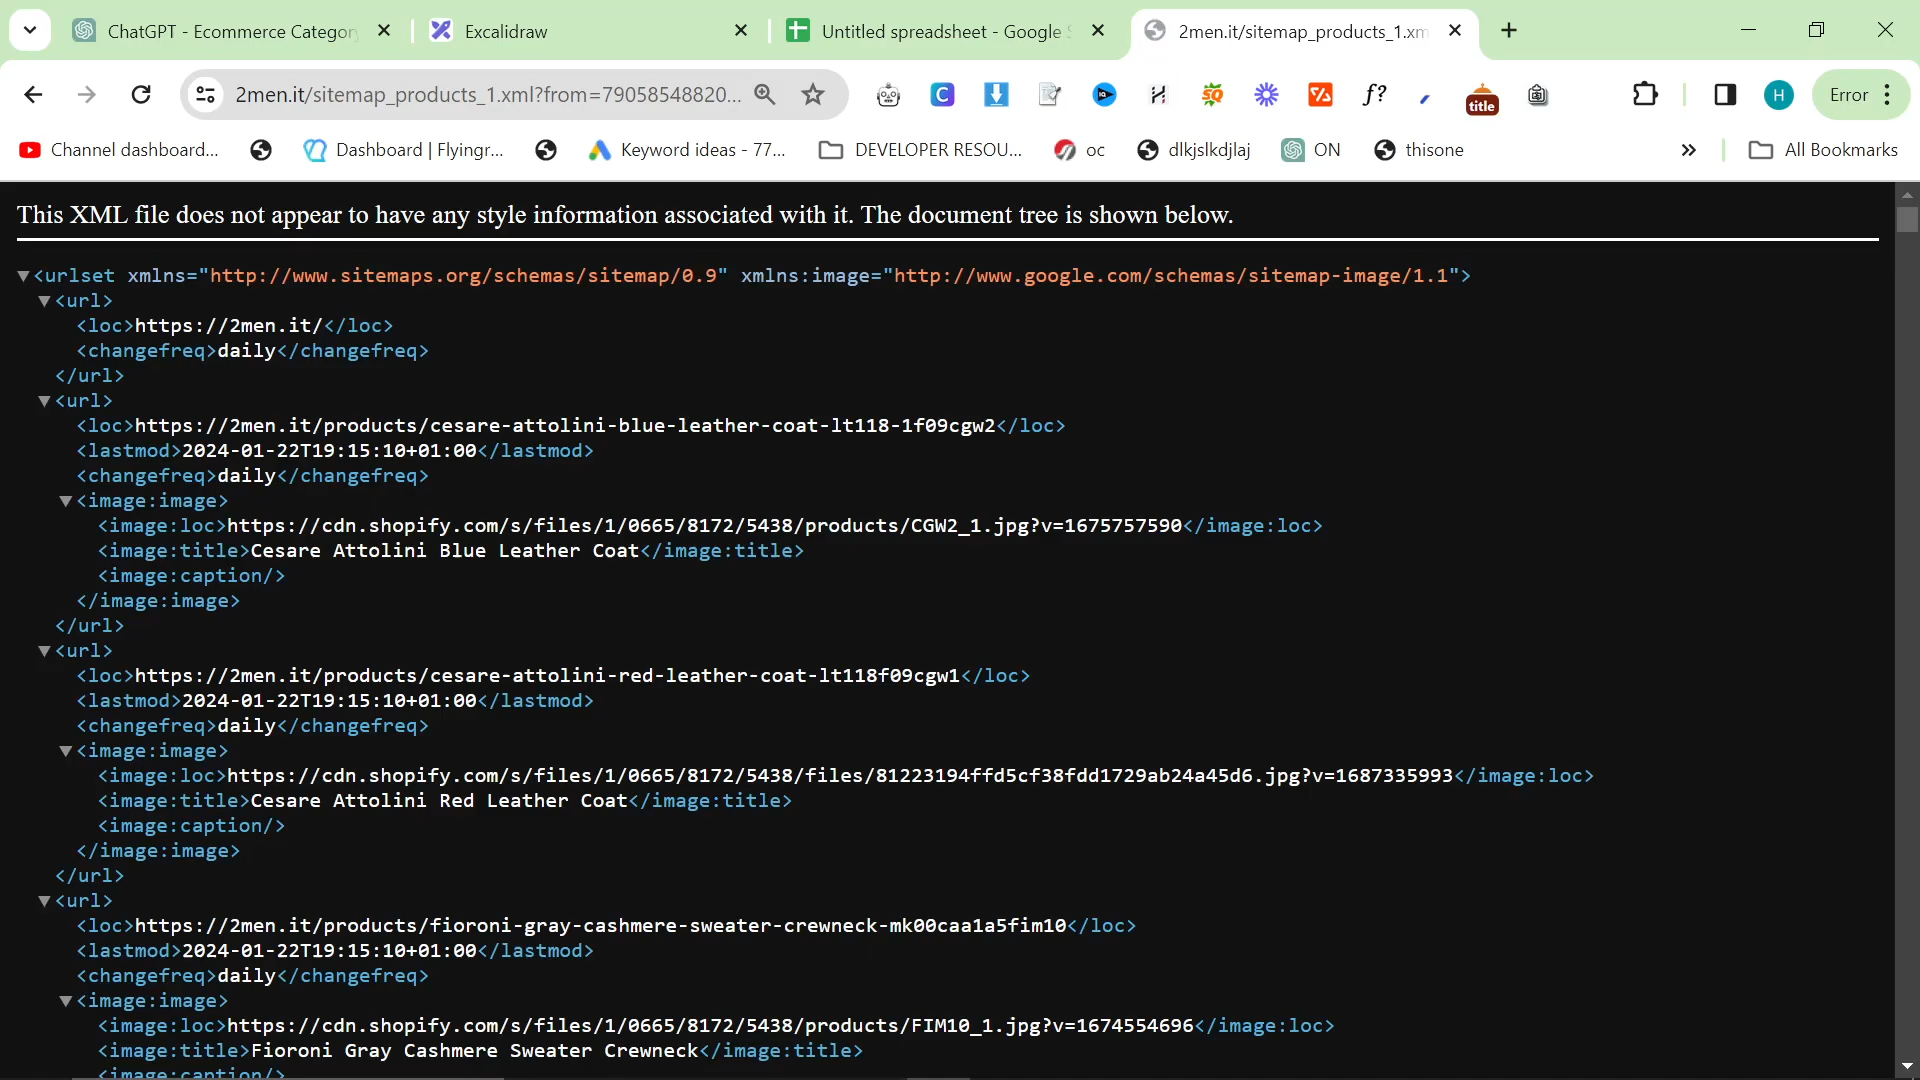 ChatGPT - Ecommerce Categor
Excalidraw
Untitled spreadsheet - Google S
2men.it/sitemap_products_1.xm
2men.it/sitemap_products_1.xml?from=79058548820...
C
SQ
f?
title
H
Error
Channel dashboard...
Dashboard | Flyingr...
Keyword ideas - 77...
DEVELOPER RESOU...
oc
dlkjslkdjlaj
ON
thisone
All Bookmarks
This XML file does not appear to have any style information associated with it. The document tree is shown below.
<urlset xmlns="http://www.sitemaps.org/schemas/sitemap/0.9" xmlns:image="http://www.google.com/schemas/sitemap-image/1.1">
<url>
<loc>https://2men.it/</loc>
<changefreq>daily</changefreq>
</url>
<url>
<loc>https://2men.it/products/cesare-attolini-blue-leather-coat-lt118-1f09cgw2</loc>
<lastmod>2024-01-22T19:15:10+01:00</lastmod>
<changefreq>daily</changefreq>
<image:image>
<image:loc>https://cdn.shopify.com/s/files/1/0665/8172/5438/products/CGW2_1.jpg?v=1675757590</image:loc>
<image:title>Cesare Attolini Blue Leather Coat</image:title>
<image:caption/>
</image:image>
</url>
<url>
<loc>https://2men.it/products/cesare-attolini-red-leather-coat-lt118f09cgw1</loc>
<lastmod>2024-01-22T19:15:10+01:00</lastmod>
<changefreq>daily</changefreq>
<image:image>
<image:loc>https://cdn.shopify.com/s/files/1/0665/8172/5438/files/81223194ffd5cf38fdd1729ab24a45d6.jpg?v=1687335993</image:loc>
<image:title>Cesare Attolini Red Leather Coat</image:title>
<image:caption/>
</image:image>
</url>
<url>
<loc>https://2men.it/products/fioroni-gray-cashmere-sweater-crewneck-mk00caa1a5fim10</loc>
<lastmod>2024-01-22T19:15:10+01:00</lastmod>
<changefreq>daily</changefreq>
<image:image>
<image:loc>https://cdn.shopify.com/s/files/1/0665/8172/5438/products/FIM10_1.jpg?v=1674554696</image:loc>
<image:title>Fioroni Gray Cashmere Sweater Crewneck</image:title>
<image:caption/>